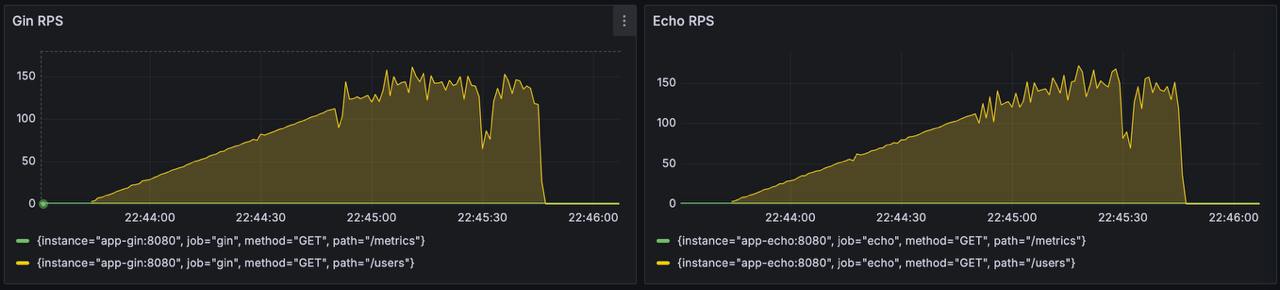 Gin RPS
150
100
50
0
22:44:00 22:44:30 22:45:00 22:45:30 22:46:00
{instance="app-gin:8080", job="gin", method="GET", path="/metrics"}
{instance="app-gin:8080", job="gin", method="GET", path="/users"}
Echo RPS
150
100
50
0
22:44:00 22:44:30 22:45:00 22:45:30 22:46:00
{instance="app-echo:8080", job="echo", method="GET", path="/metrics"}
{instance="app-echo:8080", job="echo", method="GET", path="/users"}